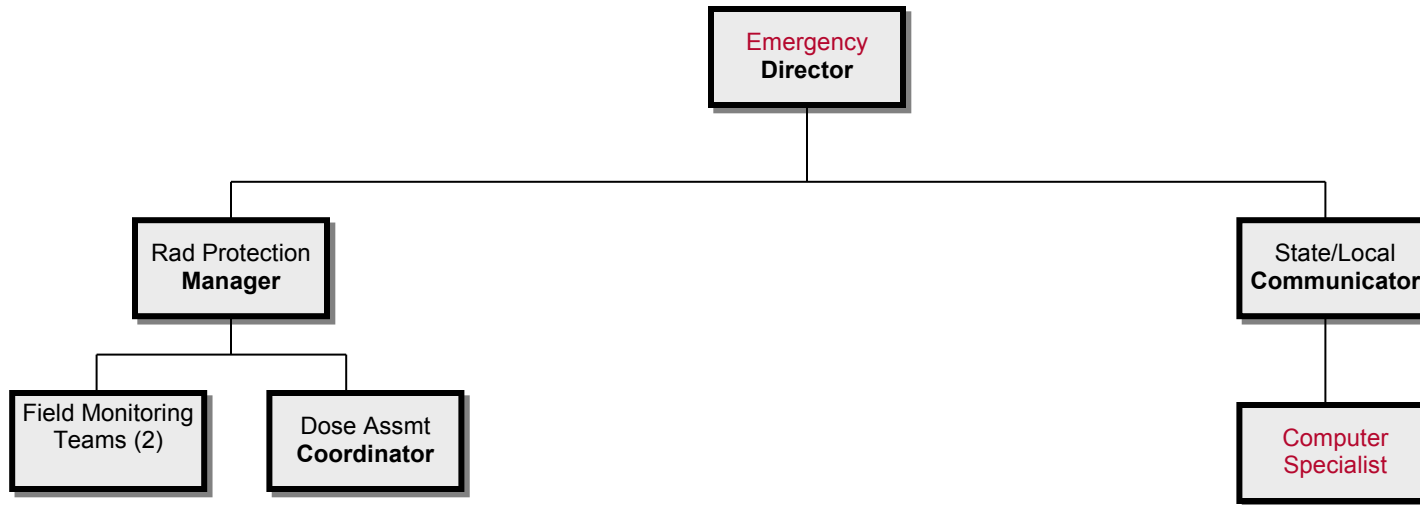 Emergency
Director
Rad Protection
Manager
State/Local
Communicator
Field Monitoring
Teams (2)
Dose Assmt
Coordinator
Computer
Specialist